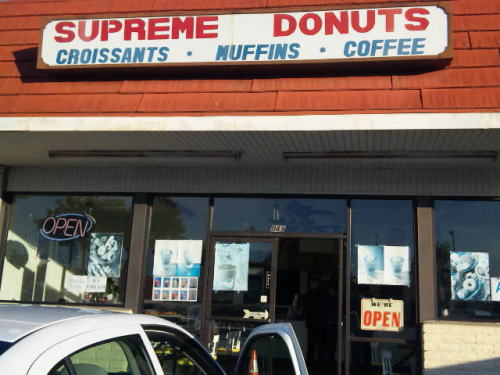 SUPREME DONUTS
CROISSANTS · MUFFINS · COFFEE
OPEN
WE'RE
OPEN